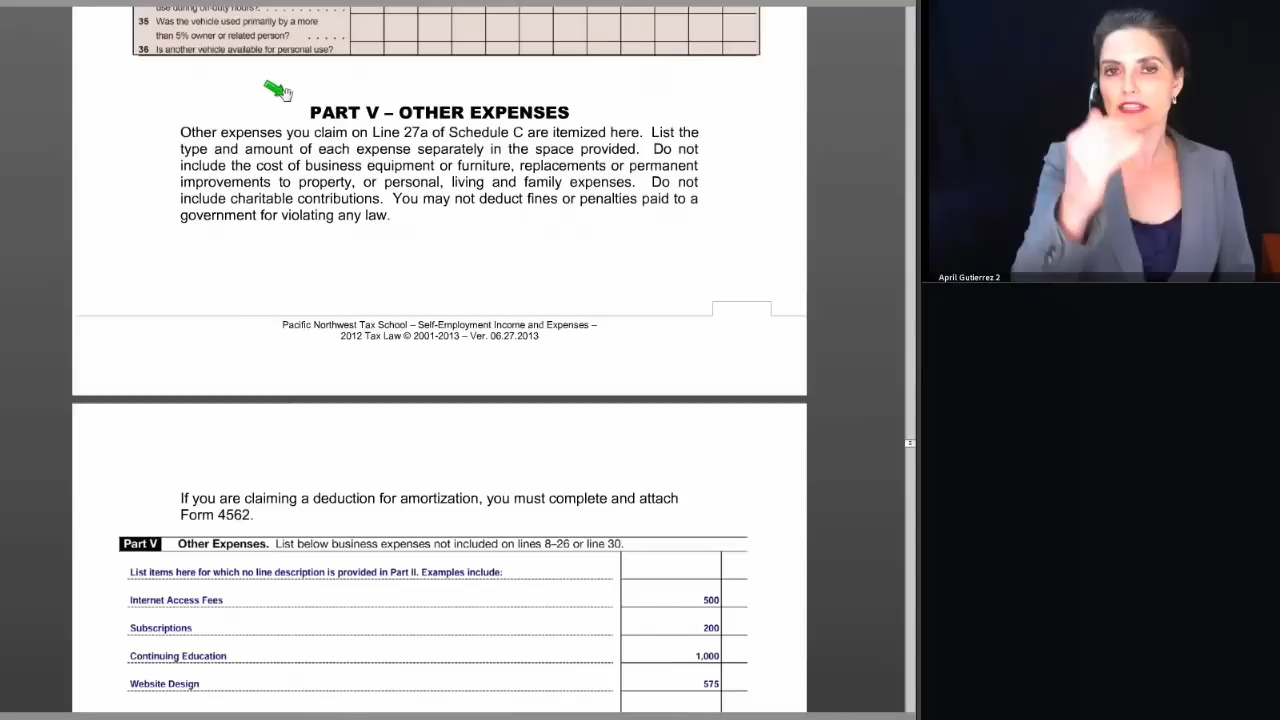 use during off-duty hours? . . . . . . . . . .
35 Was the vehicle used primarily by a more
than 5% owner or related person? . . . . .
36 Is another vehicle available for personal use?
PART V – OTHER EXPENSES
Other expenses you claim on Line 27a of Schedule C are itemized here. List the
type and amount of each expense separately in the space provided. Do not
include the cost of business equipment or furniture, replacements or permanent
improvements to property, or personal, living and family expenses. Do not
include charitable contributions. You may not deduct fines or penalties paid to a
government for violating any law.
Pacific Northwest Tax School – Self-Employment Income and Expenses –
2012 Tax Law © 2001-2013 – Ver. 06.27.2013
If you are claiming a deduction for amortization, you must complete and attach
Form 4562.
Part V Other Expenses. List below business expenses not included on lines 8–26 or line 30.
List items here for which no line description is provided in Part II. Examples include:
Internet Access Fees 500
Subscriptions 200
Continuing Education 1,000
Website Design 575
April Gutierrez 2